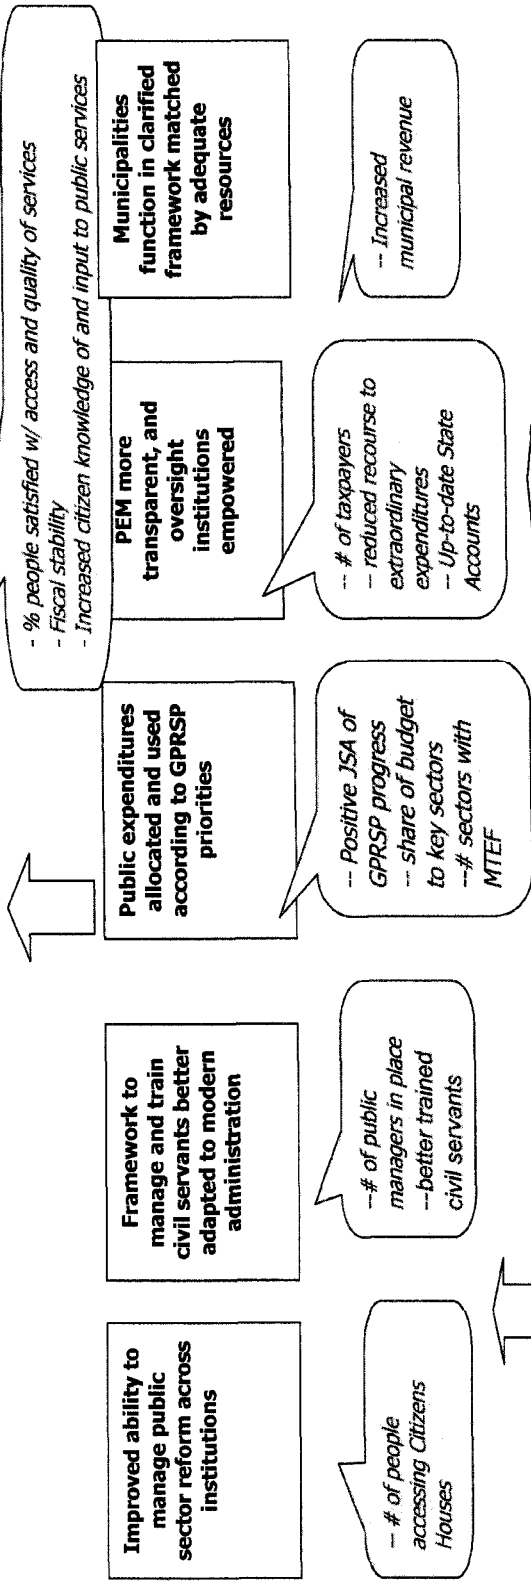 - % people satisfied w/ access and quality of services
- Fiscal stability
- Increased citizen knowledge of and input to public services
Improved ability to
manage public
sector reform across
institutions
Framework to
manage and train
civil servants better
adapted to modern
administration
Public expenditures
allocated and used
according to GPRSP
priorities
PEM more
transparent, and
oversight
institutions
empowered
Municipalities
function in clarified
framework matched
by adequate
resources
-- # of people
accessing Citizens
Houses
--# of public
managers in place
--better trained
civil servants
-- Positive JSA of
GPRSP progress
-- share of budget
to key sectors
--# sectors with
MTEF
-- # of taxpayers
-- reduced recourse to
extraordinary
expenditures
-- Up-to-date State
Accounts
-- Increased
municipal revenue